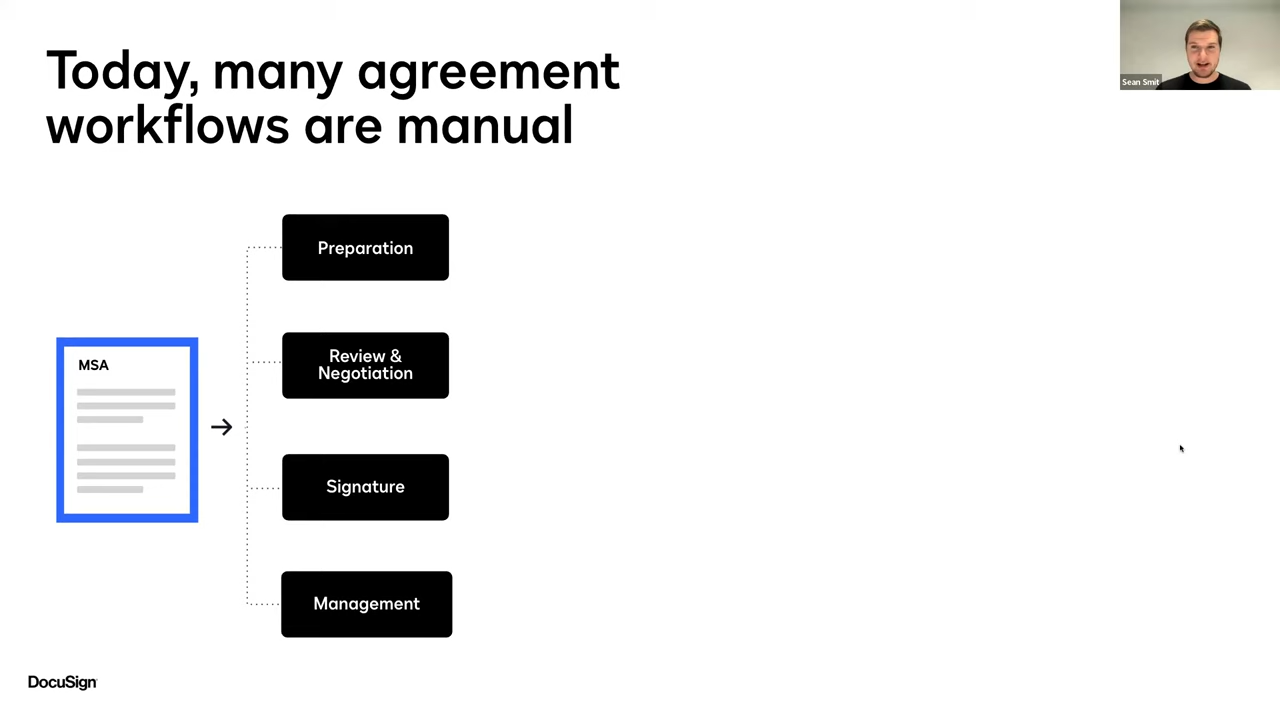 Today, many agreement
workflows are manual
Sean Smit
Preparation
Review &
Negotiation
MSA
Signature
Management
DocuSign